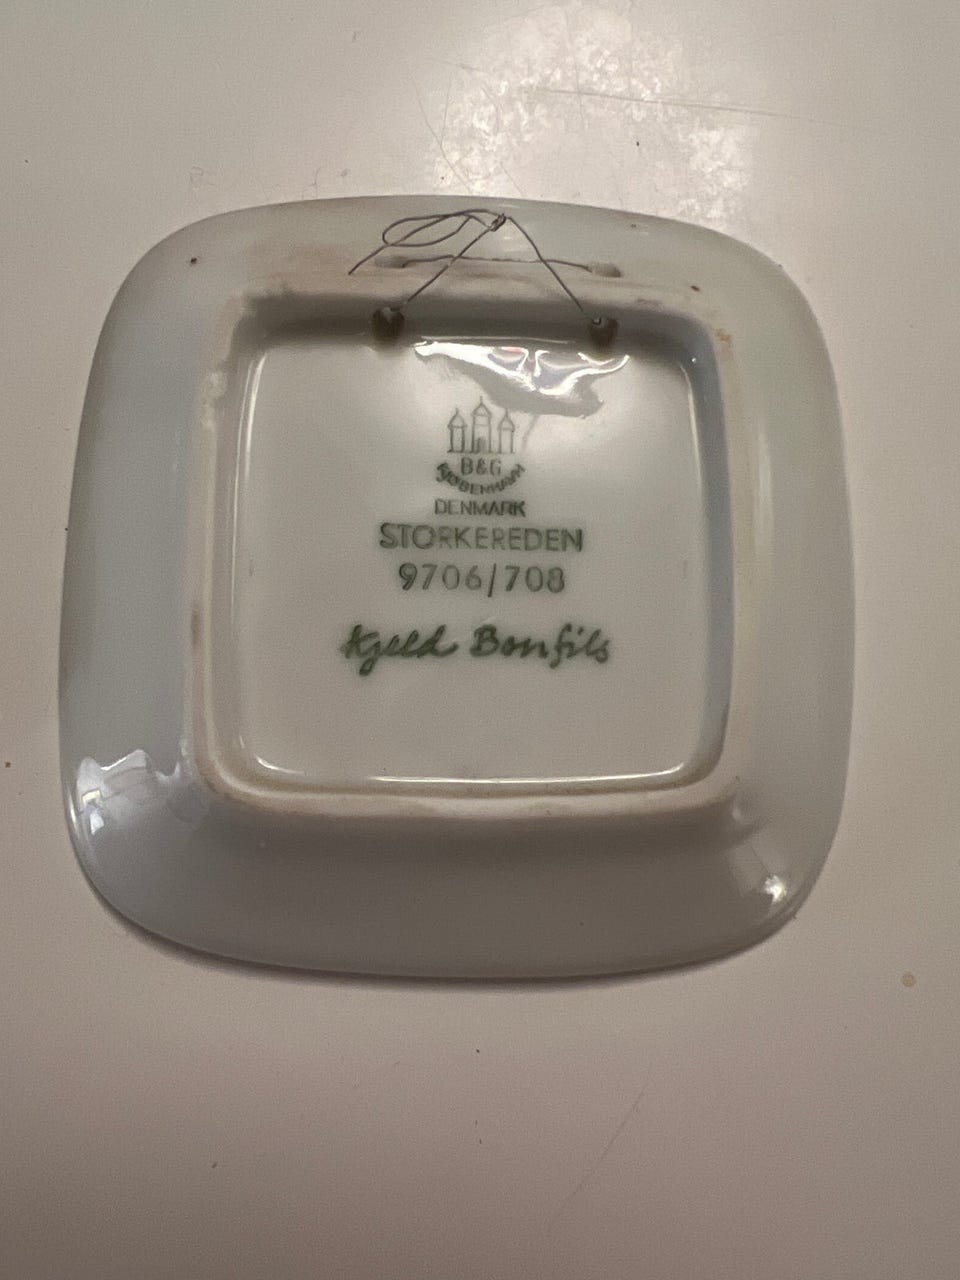 B&G
KJØBENHAVN
DENMARK
STORKEREDEN
9706/708
Kjeld Bonfils